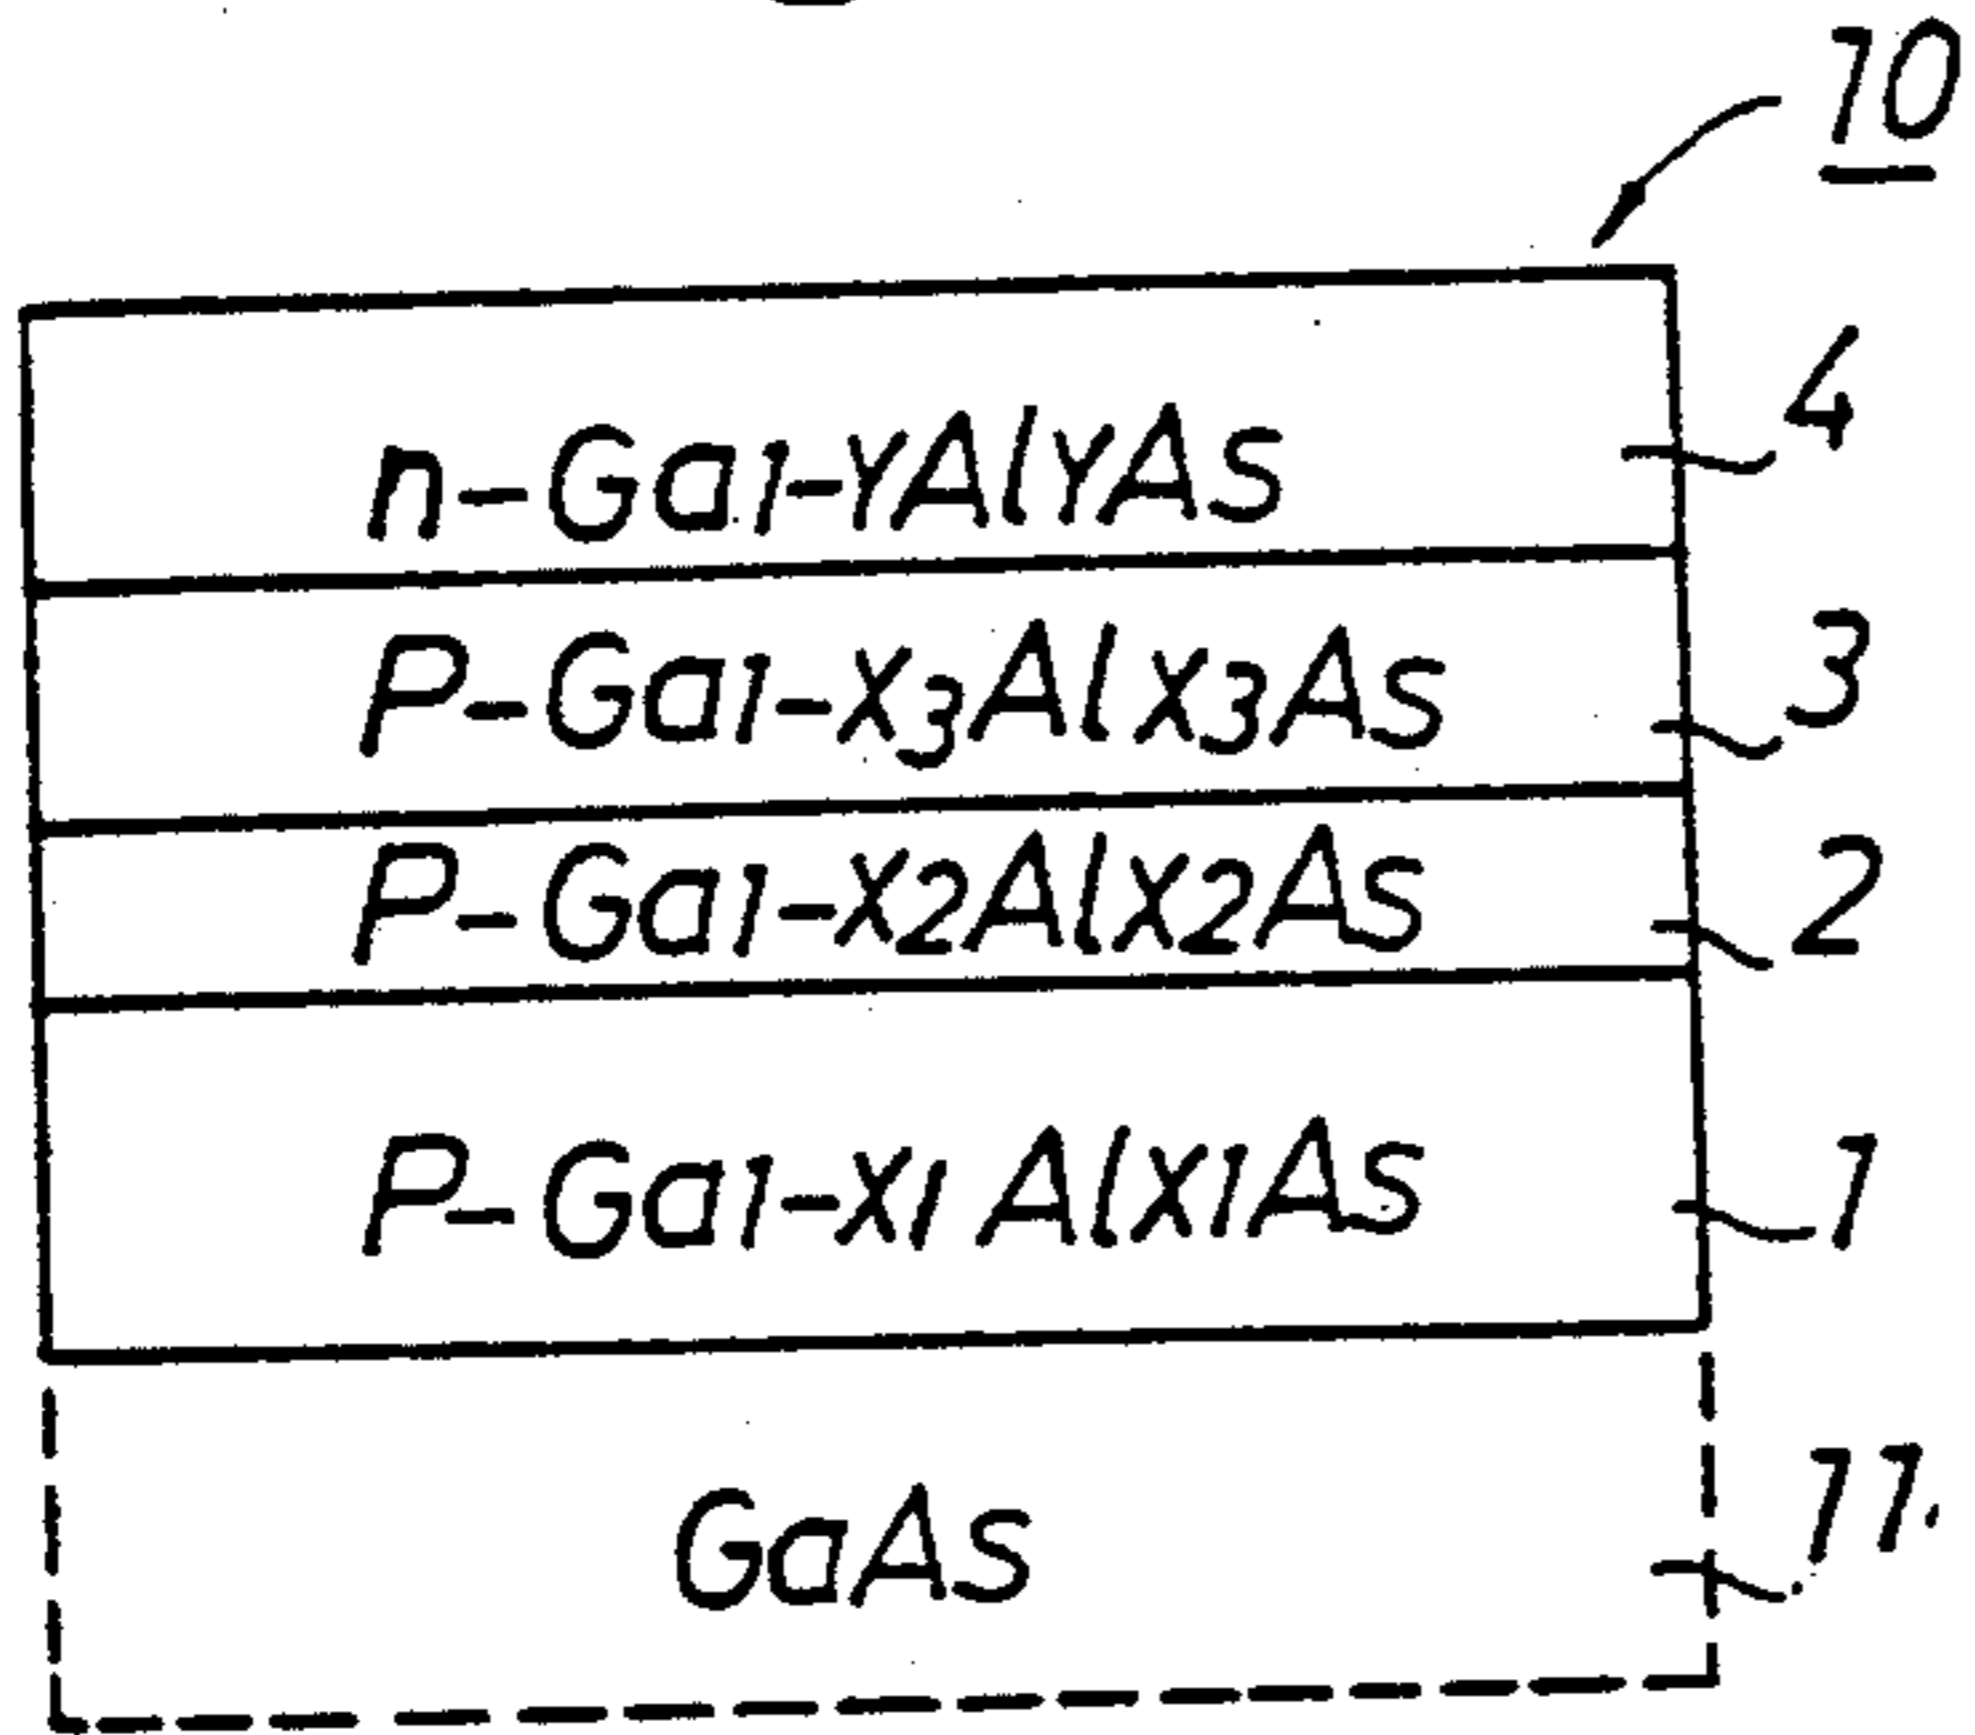 10
n-Ga1-YAlYAs 4
P-Ga1-X3AlX3As 3
P-Ga1-X2AlX2As 2
P-Ga1-X1AlX1As 1
GaAs 11